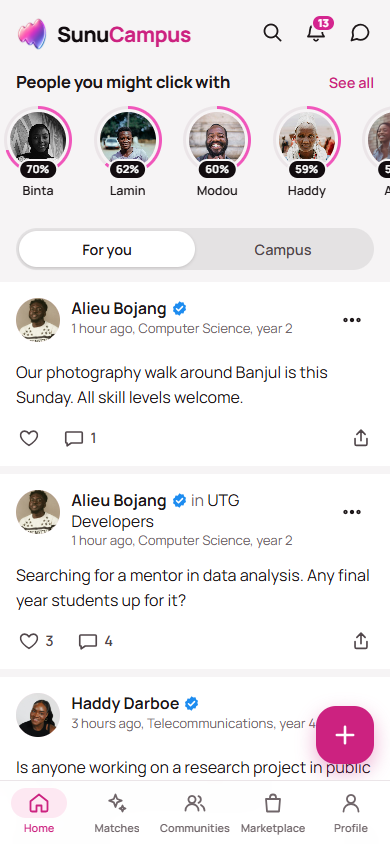 SunuCampus
13
People you might click with
See all
70%
62%
60%
59%
Binta
Lamin
Modou
Haddy
For you
Campus
Alieu Bojang
1 hour ago, Computer Science, year 2
Our photography walk around Banjul is this
Sunday. All skill levels welcome.
1
Alieu Bojang in UTG
Developers
1 hour ago, Computer Science, year 2
Searching for a mentor in data analysis. Any final
year students up for it?
3
4
Haddy Darboe
3 hours ago, Telecommunications, year 4
Is anyone working on a research project in public
Home
Matches
Communities
Marketplace
Profile